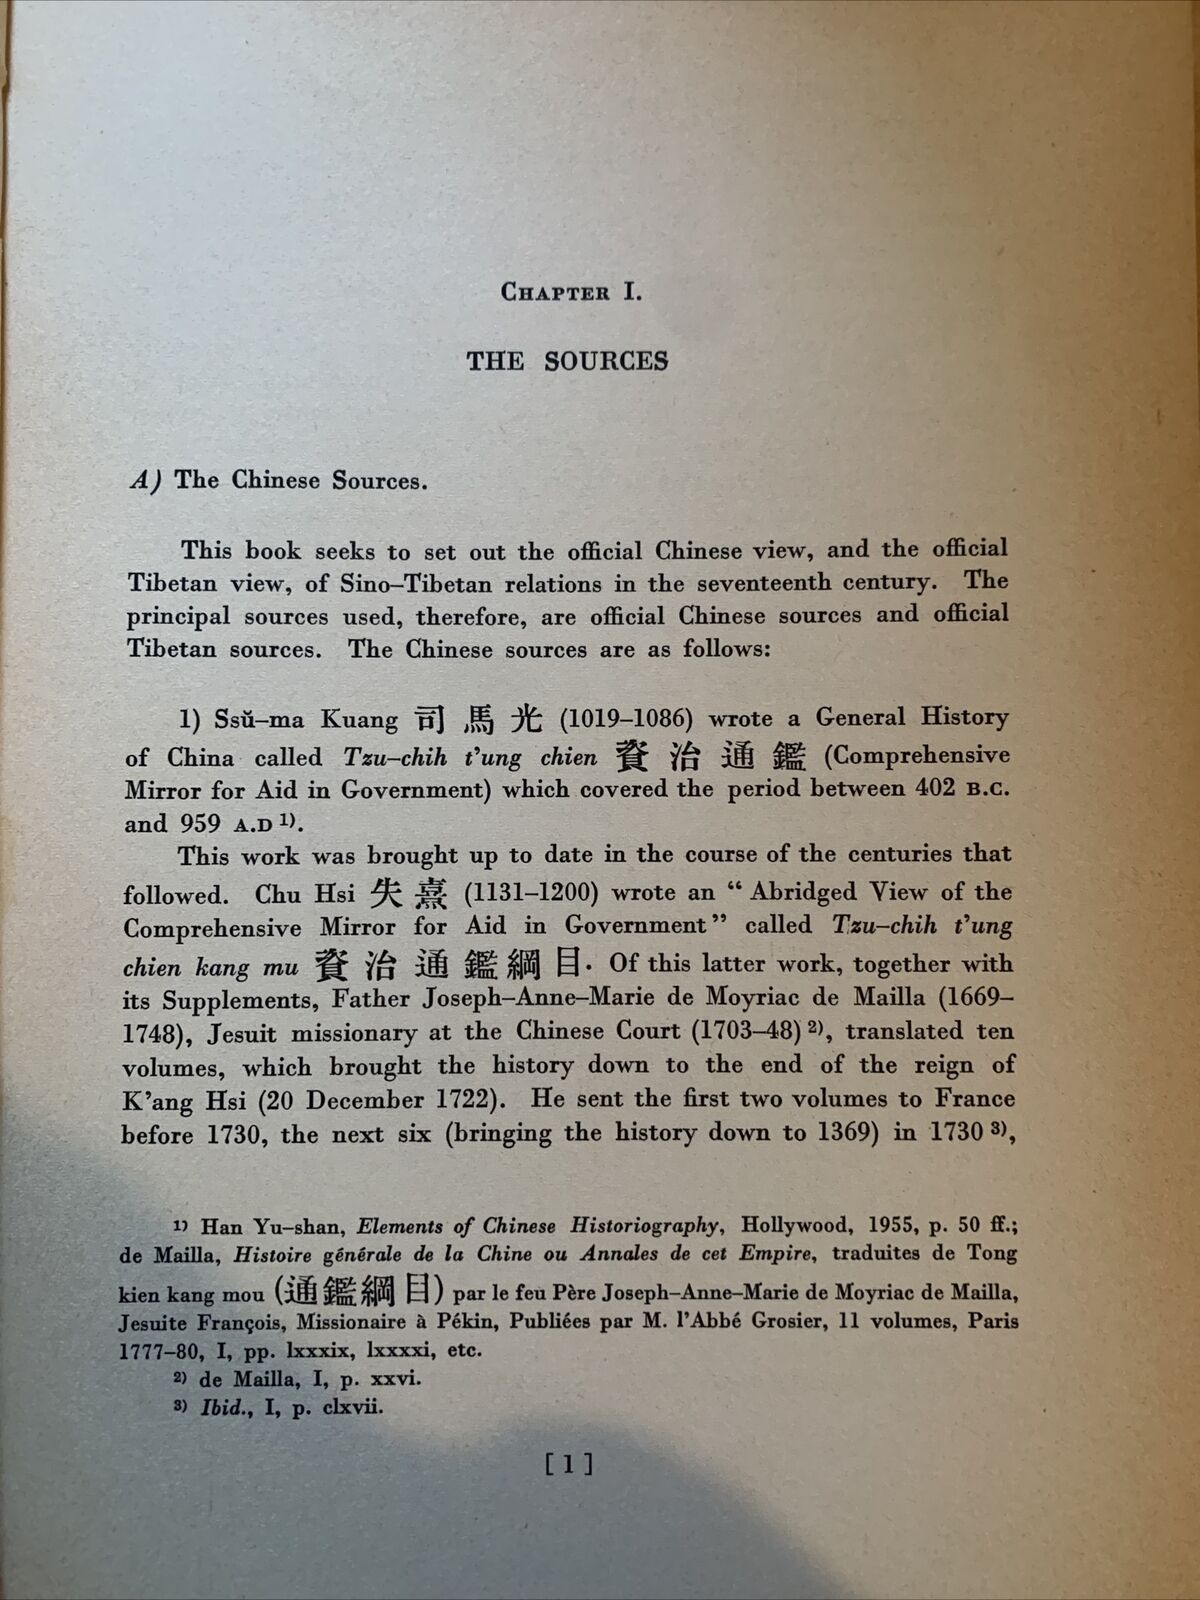 CHAPTER I.
THE SOURCES
A) The Chinese Sources.
This book seeks to set out the official Chinese view, and the official
Tibetan view, of Sino–Tibetan relations in the seventeenth century. The
principal sources used, therefore, are official Chinese sources and official
Tibetan sources. The Chinese sources are as follows:
1) Ssŭ–ma Kuang 司馬光 (1019–1086) wrote a General History
of China called Tzu–chih t'ung chien 資治通鑑 (Comprehensive
Mirror for Aid in Government) which covered the period between 402 B.C.
and 959 A.D 1).
This work was brought up to date in the course of the centuries that
followed. Chu Hsi 失熹 (1131–1200) wrote an “ Abridged View of the
Comprehensive Mirror for Aid in Government” called Tzu–chih t'ung
chien kang mu 資治通鑑綱目. Of this latter work, together with
its Supplements, Father Joseph–Anne–Marie de Moyriac de Mailla (1669–
1748), Jesuit missionary at the Chinese Court (1703–48) 2), translated ten
volumes, which brought the history down to the end of the reign of
K'ang Hsi (20 December 1722). He sent the first two volumes to France
before 1730, the next six (bringing the history down to 1369) in 1730 3),
1) Han Yu–shan, Elements of Chinese Historiography, Hollywood, 1955, p. 50 ff.;
de Mailla, Histoire générale de la Chine ou Annales de cet Empire, traduites de Tong
kien kang mou (通鑑綱目) par le feu Père Joseph–Anne–Marie de Moyriac de Mailla,
Jesuite François, Missionaire à Pékin, Publiées par M. l'Abbé Grosier, 11 volumes, Paris
1777–80, I, pp. lxxxix, lxxxxi, etc.
2) de Mailla, I, p. xxvi.
3) Ibid., I, p. clxvii.
[ 1 ]